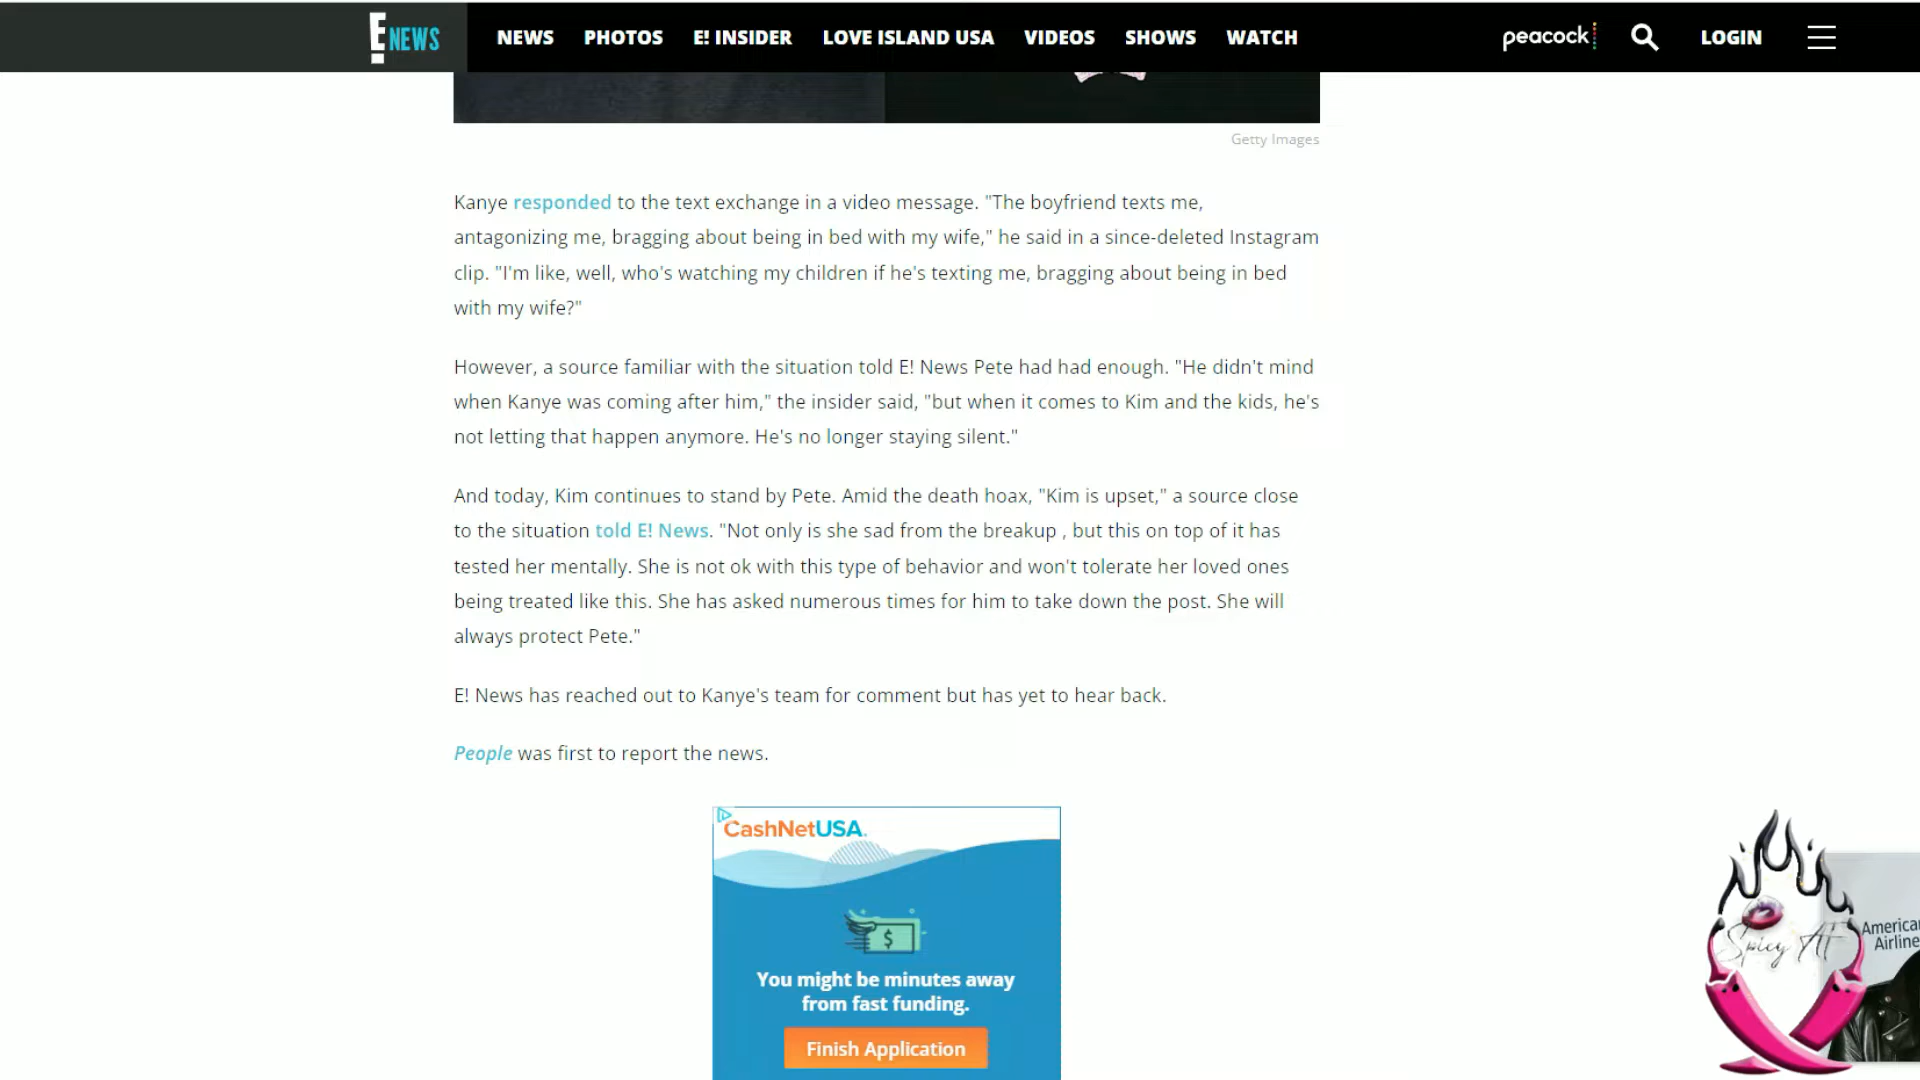 E! NEWS
NEWS PHOTOS E! INSIDER LOVE ISLAND USA VIDEOS SHOWS WATCH peacock LOGIN
Getty Images
Kanye responded to the text exchange in a video message. "The boyfriend texts me,
antagonizing me, bragging about being in bed with my wife," he said in a since-deleted Instagram
clip. "I'm like, well, who's watching my children if he's texting me, bragging about being in bed
with my wife?"
However, a source familiar with the situation told E! News Pete had had enough. "He didn't mind
when Kanye was coming after him," the insider said, "but when it comes to Kim and the kids, he's
not letting that happen anymore. He's no longer staying silent."
And today, Kim continues to stand by Pete. Amid the death hoax, "Kim is upset," a source close
to the situation told E! News. "Not only is she sad from the breakup , but this on top of it has
tested her mentally. She is not ok with this type of behavior and won't tolerate her loved ones
being treated like this. She has asked numerous times for him to take down the post. She will
always protect Pete."
E! News has reached out to Kanye's team for comment but has yet to hear back.
People was first to report the news.
CashNetUSA.
$
You might be minutes away
from fast funding.
Finish Application
Spicy
American
Airline